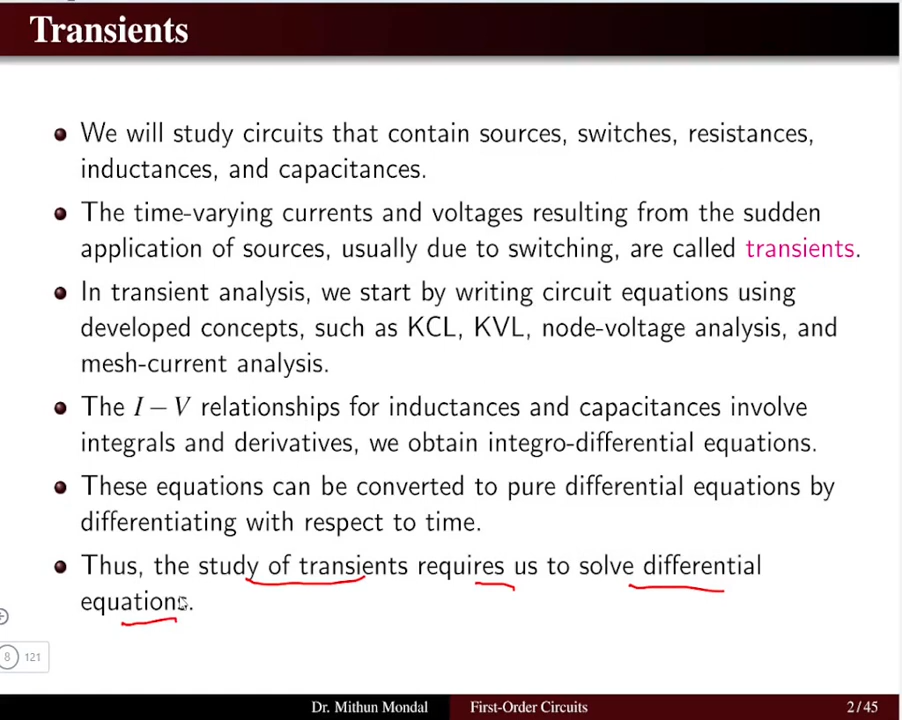 Transients
We will study circuits that contain sources, switches, resistances,
inductances, and capacitances.
The time-varying currents and voltages resulting from the sudden
application of sources, usually due to switching, are called transients.
In transient analysis, we start by writing circuit equations using
developed concepts, such as KCL, KVL, node-voltage analysis, and
mesh-current analysis.
The I − V relationships for inductances and capacitances involve
integrals and derivatives, we obtain integro-differential equations.
These equations can be converted to pure differential equations by
differentiating with respect to time.
Thus, the study of transients requires us to solve differential
equations.
8 121
Dr. Mithun Mondal First-Order Circuits 2/45